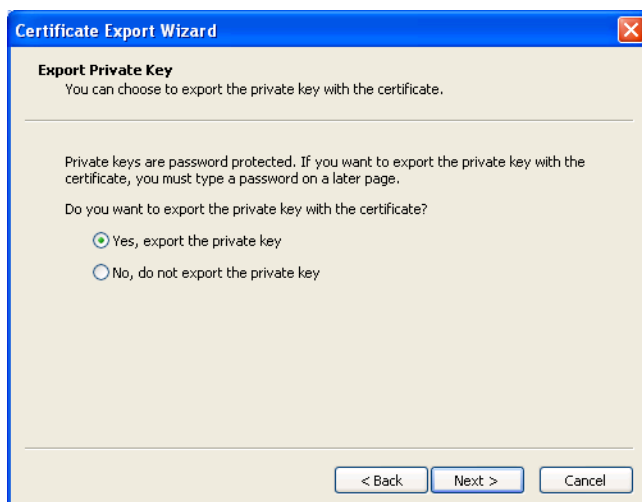 Certificate Export Wizard
Export Private Key
You can choose to export the private key with the certificate.
Private keys are password protected. If you want to export the private key with the
certificate, you must type a password on a later page.
Do you want to export the private key with the certificate?
Yes, export the private key
No, do not export the private key
< Back Next > Cancel